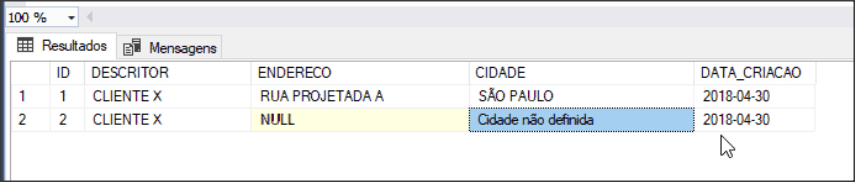 100 %
Resultados Mensagens
ID DESCRITOR ENDERECO CIDADE DATA_CRIACAO
1 1 CLIENTE X RUA PROJETADA A SÃO PAULO 2018-04-30
2 2 CLIENTE X NULL Cidade não definida 2018-04-30